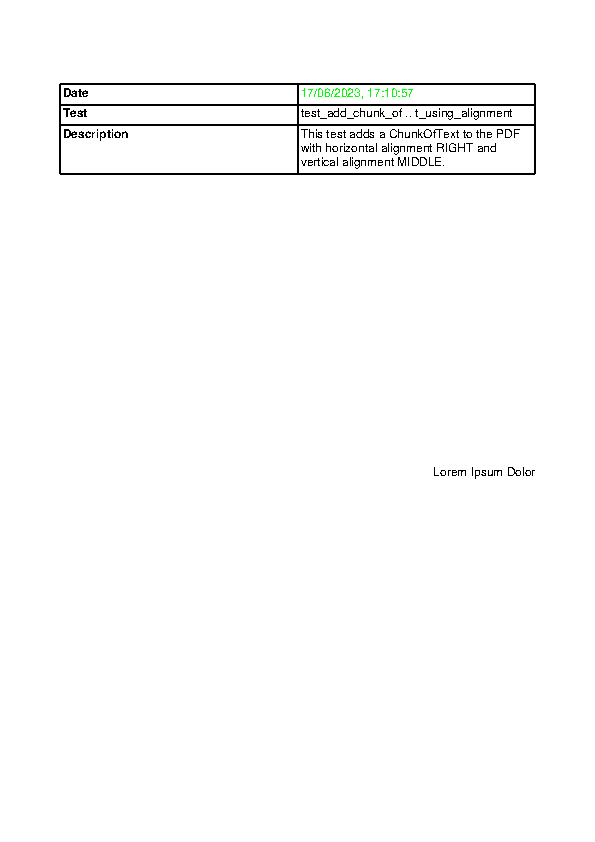 Date 17/06/2023, 17:10:57
Test test_add_chunk_of .. t_using_alignment
Description This test adds a ChunkOfText to the PDF
with horizontal alignment RIGHT and
vertical alignment MIDDLE.
Lorem Ipsum Dolor